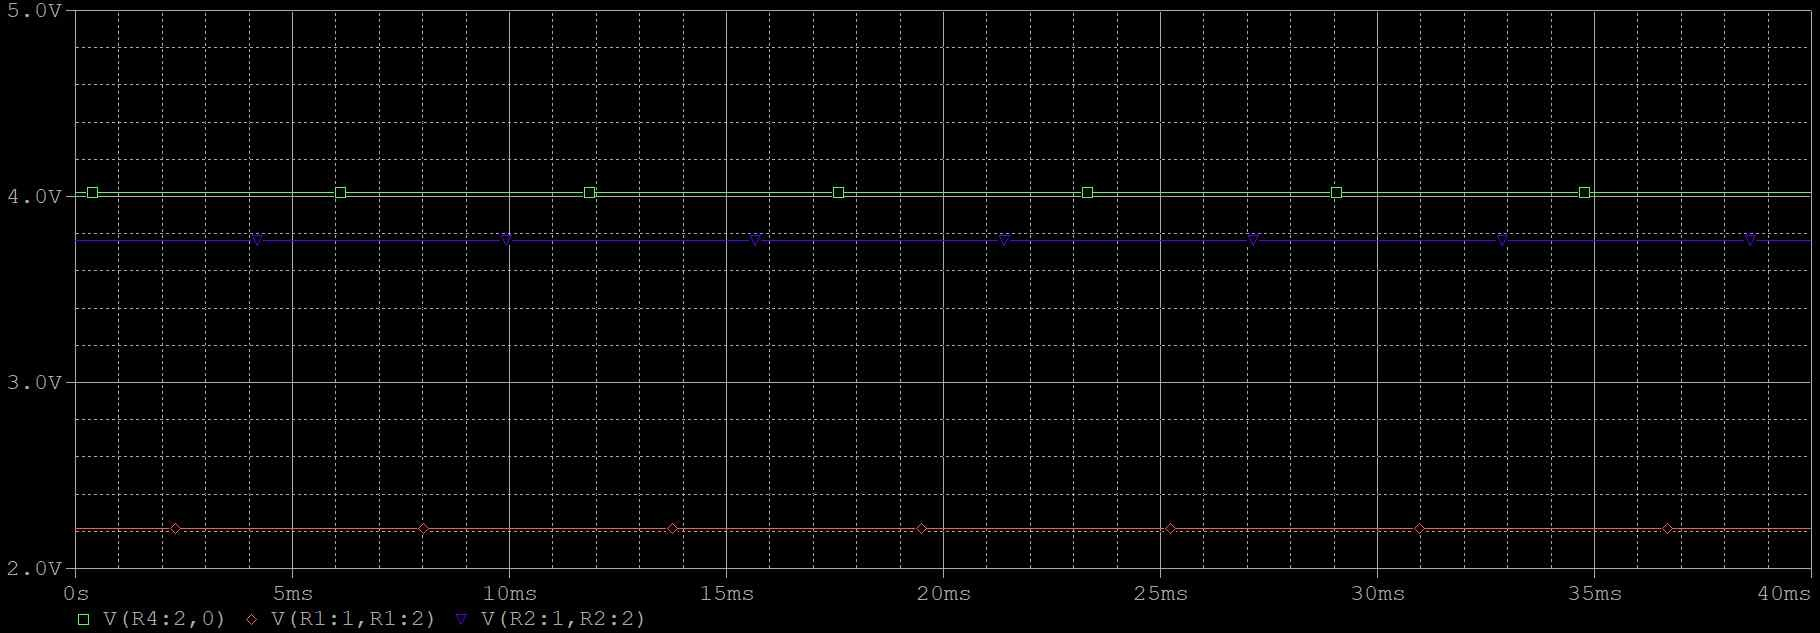 5.0V
4.0V
3.0V
2.0V
0s 5ms 10ms 15ms 20ms 25ms 30ms 35ms 40ms
V(R4:2,0) V(R1:1,R1:2) V(R2:1,R2:2)